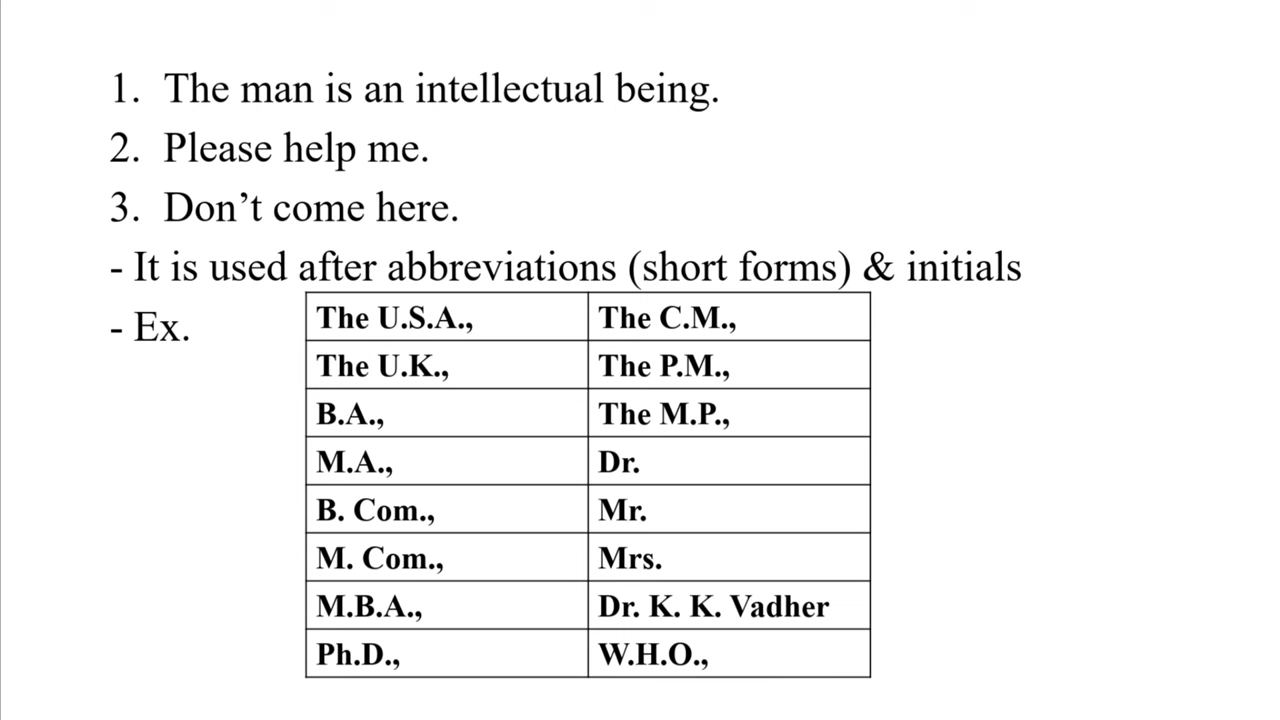 1. The man is an intellectual being.
2. Please help me.
3. Don’t come here.
- It is used after abbreviations (short forms) & initials
- Ex.
The U.S.A., The C.M.,
The U.K., The P.M.,
B.A., The M.P.,
M.A., Dr.
B. Com., Mr.
M. Com., Mrs.
M.B.A., Dr. K. K. Vadher
Ph.D., W.H.O.,